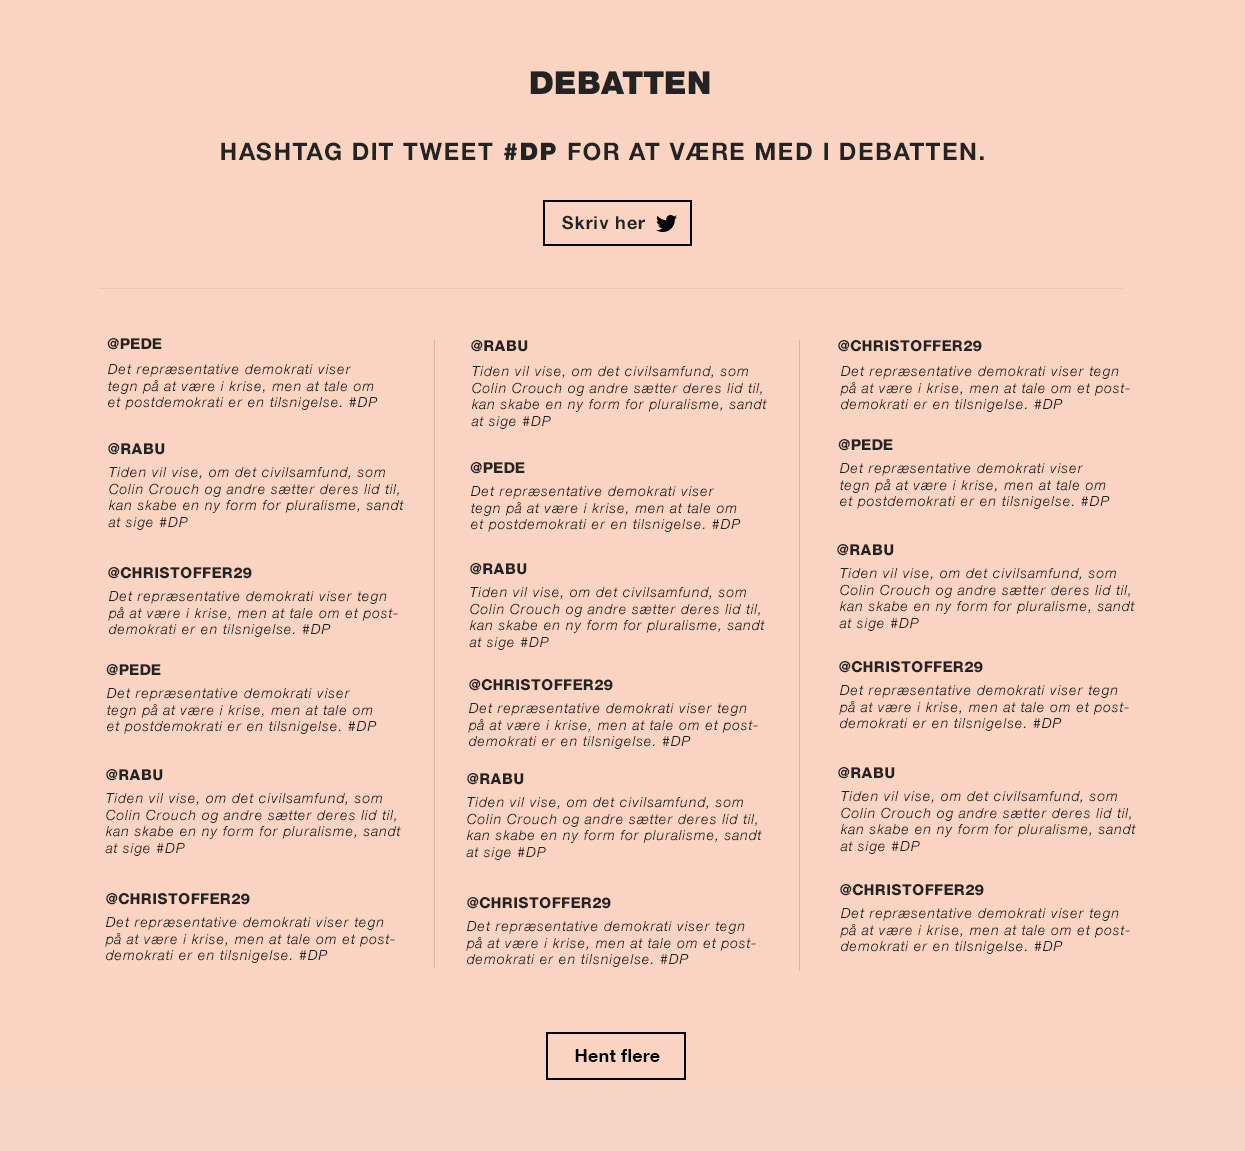 DEBATTEN
HASHTAG DIT TWEET #DP FOR AT VÆRE MED I DEBATTEN.
Skriv her
@PEDE
Det repræsentative demokrati viser
tegn på at være i krise, men at tale om
et postdemokrati er en tilsnigelse. #DP
@RABU
Tiden vil vise, om det civilsamfund, som
Colin Crouch og andre sætter deres lid til,
kan skabe en ny form for pluralisme, sandt
at sige #DP
@CHRISTOFFER29
Det repræsentative demokrati viser tegn
på at være i krise, men at tale om et post-
demokrati er en tilsnigelse. #DP
@PEDE
Det repræsentative demokrati viser
tegn på at være i krise, men at tale om
et postdemokrati er en tilsnigelse. #DP
@RABU
Tiden vil vise, om det civilsamfund, som
Colin Crouch og andre sætter deres lid til,
kan skabe en ny form for pluralisme, sandt
at sige #DP
@CHRISTOFFER29
Det repræsentative demokrati viser tegn
på at være i krise, men at tale om et post-
demokrati er en tilsnigelse. #DP
@RABU
Tiden vil vise, om det civilsamfund, som
Colin Crouch og andre sætter deres lid til,
kan skabe en ny form for pluralisme, sandt
at sige #DP
@PEDE
Det repræsentative demokrati viser
tegn på at være i krise, men at tale om
et postdemokrati er en tilsnigelse. #DP
@RABU
Tiden vil vise, om det civilsamfund, som
Colin Crouch og andre sætter deres lid til,
kan skabe en ny form for pluralisme, sandt
at sige #DP
@CHRISTOFFER29
Det repræsentative demokrati viser tegn
på at være i krise, men at tale om et post-
demokrati er en tilsnigelse. #DP
@RABU
Tiden vil vise, om det civilsamfund, som
Colin Crouch og andre sætter deres lid til,
kan skabe en ny form for pluralisme, sandt
at sige #DP
@CHRISTOFFER29
Det repræsentative demokrati viser tegn
på at være i krise, men at tale om et post-
demokrati er en tilsnigelse. #DP
@CHRISTOFFER29
Det repræsentative demokrati viser tegn
på at være i krise, men at tale om et post-
demokrati er en tilsnigelse. #DP
@PEDE
Det repræsentative demokrati viser
tegn på at være i krise, men at tale om
et postdemokrati er en tilsnigelse. #DP
@RABU
Tiden vil vise, om det civilsamfund, som
Colin Crouch og andre sætter deres lid til,
kan skabe en ny form for pluralisme, sandt
at sige #DP
@CHRISTOFFER29
Det repræsentative demokrati viser tegn
på at være i krise, men at tale om et post-
demokrati er en tilsnigelse. #DP
@RABU
Tiden vil vise, om det civilsamfund, som
Colin Crouch og andre sætter deres lid til,
kan skabe en ny form for pluralisme, sandt
at sige #DP
@CHRISTOFFER29
Det repræsentative demokrati viser tegn
på at være i krise, men at tale om et post-
demokrati er en tilsnigelse. #DP
Hent flere